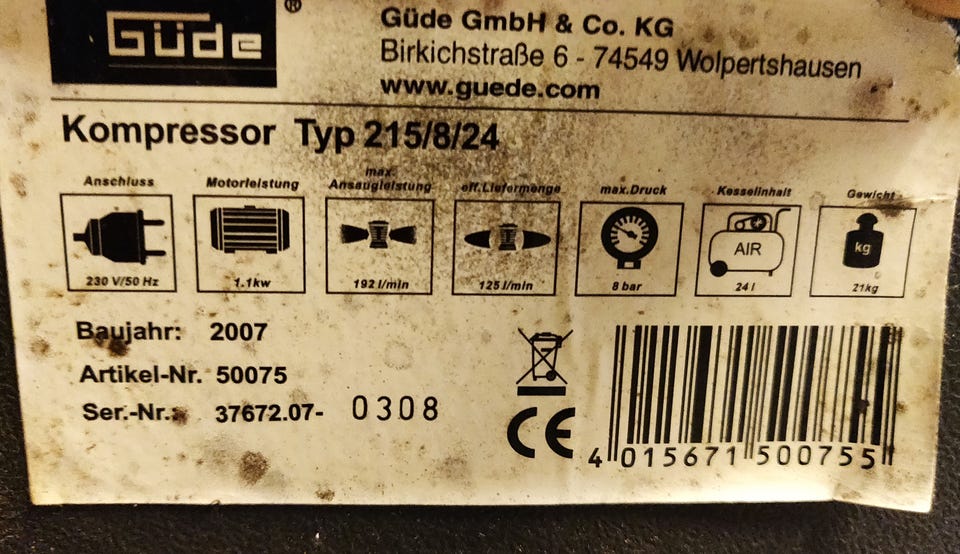 Güde ®
Güde GmbH & Co. KG
Birkichstraße 6 - 74549 Wolpertshausen
www.guede.com
Kompressor Typ 215/8/24
Anschluss
230 V/50 Hz
Motorleistung
1.1kw
max.
Ansaugleistung
192 l/min
eff.Liefermenge
125 l/min
max.Druck
8 bar
Kesselinhalt
AIR
24 l
Gewicht
kg
21kg
Baujahr: 2007
Artikel-Nr. 50075
Ser.-Nr.: 37672.07- 0308
CE
4 015671 500755